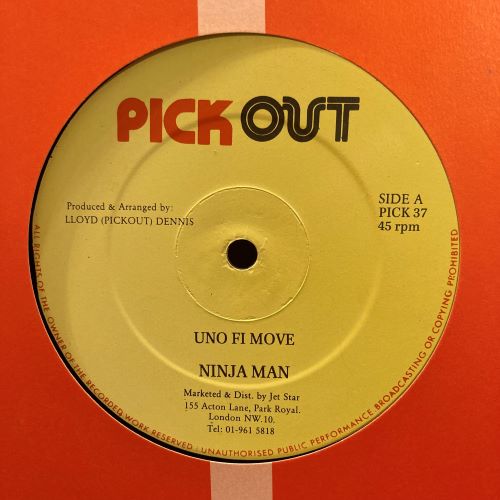 PICK OUT
Produced & Arranged by:
LLOYD (PICKOUT) DENNIS
SIDE A
PICK 37
45 rpm
UNO FI MOVE
NINJA MAN
Marketed & Dist. by Jet Star
155 Acton Lane, Park Royal.
London NW.10.
Tel: 01-961 5818
ALL RIGHTS OF THE OWNER OF THE RECORDED WORK RESERVED : UNAUTHORISED PUBLIC PERFORMANCE BROADCASTING OR COPYING PROHIBITED